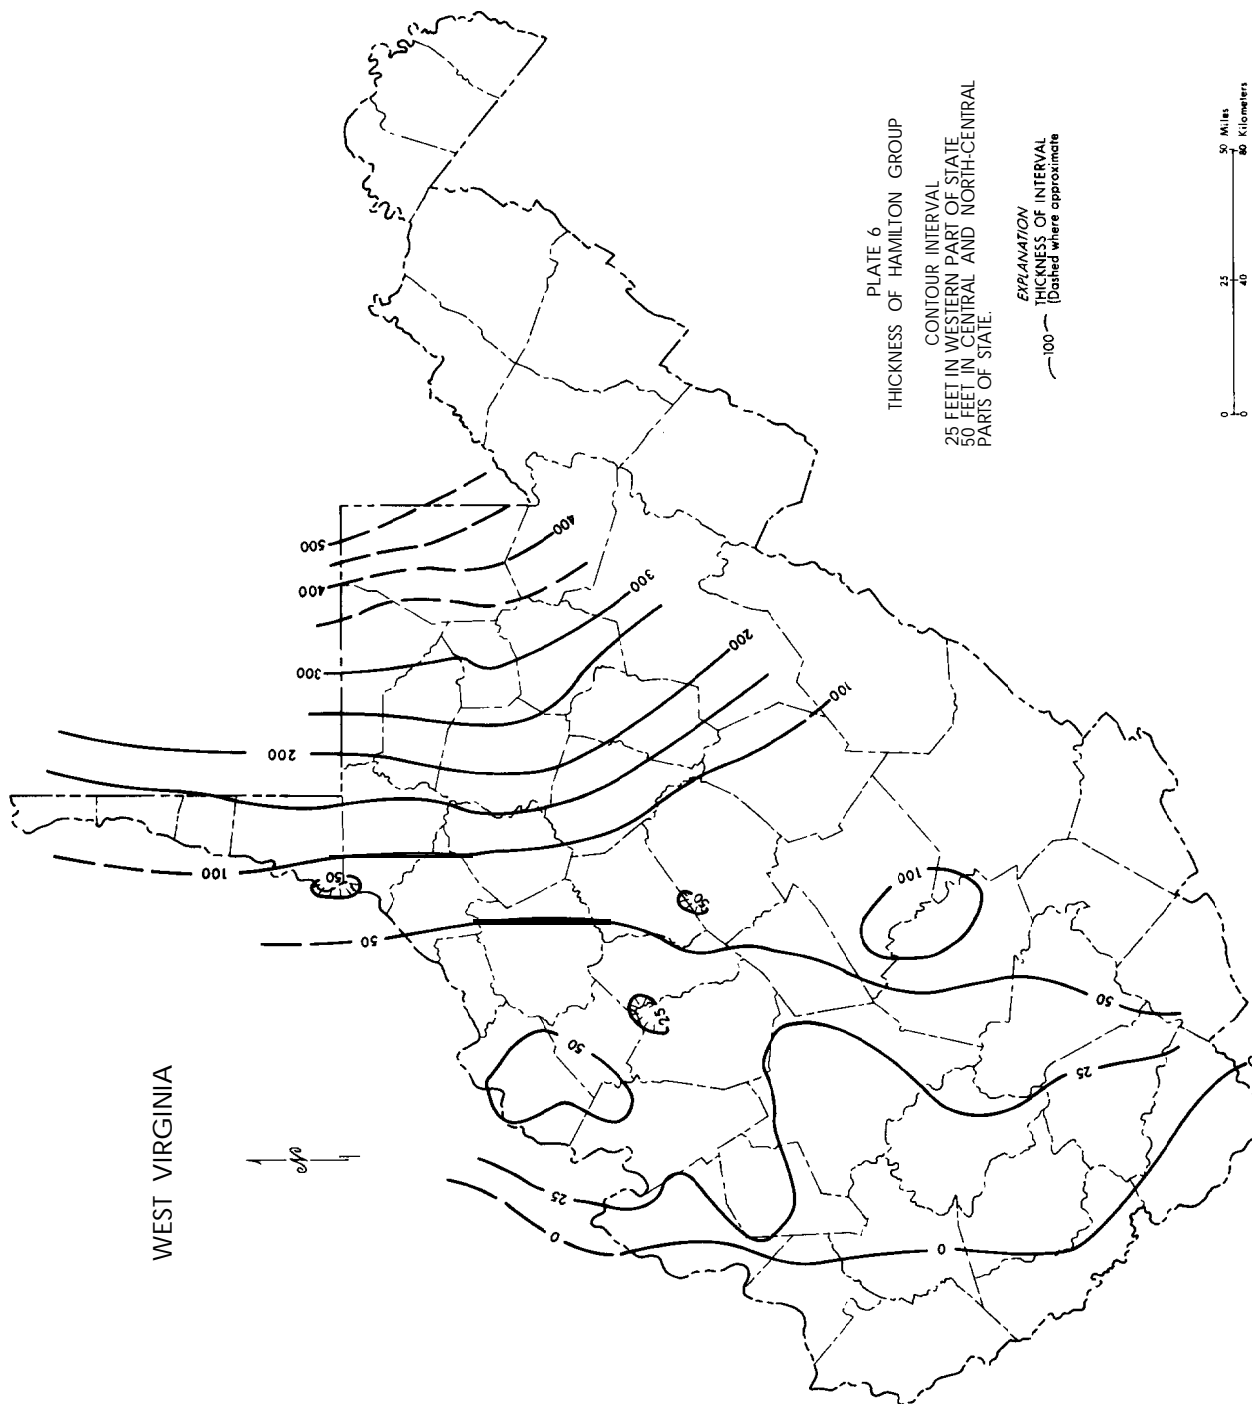 WEST VIRGINIA
N
PLATE 6
THICKNESS OF HAMILTON GROUP
CONTOUR INTERVAL
25 FEET IN WESTERN PART OF STATE
50 FEET IN CENTRAL AND NORTH-CENTRAL
PARTS OF STATE.
EXPLANATION
100 THICKNESS OF INTERVAL
(Dashed where approximate
0 25 50 Miles
0 40 80 Kilometers
500
400
400
300
300
200
200
100
100
50
50
50
50
50
100
25
25
25
0
0
0